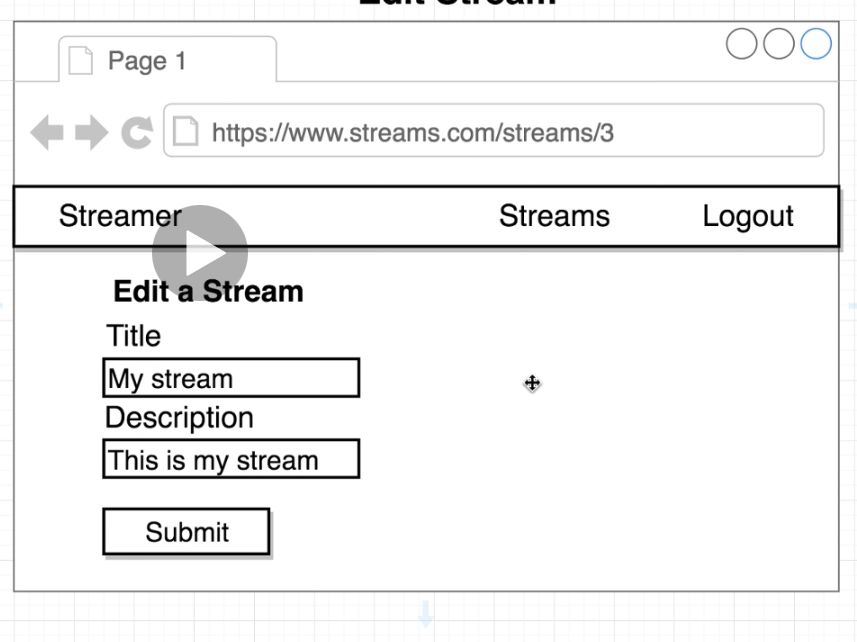 Edit Stream
Page 1
https://www.streams.com/streams/3
Streamer Streams Logout
Edit a Stream
Title
My stream
Description
This is my stream
Submit